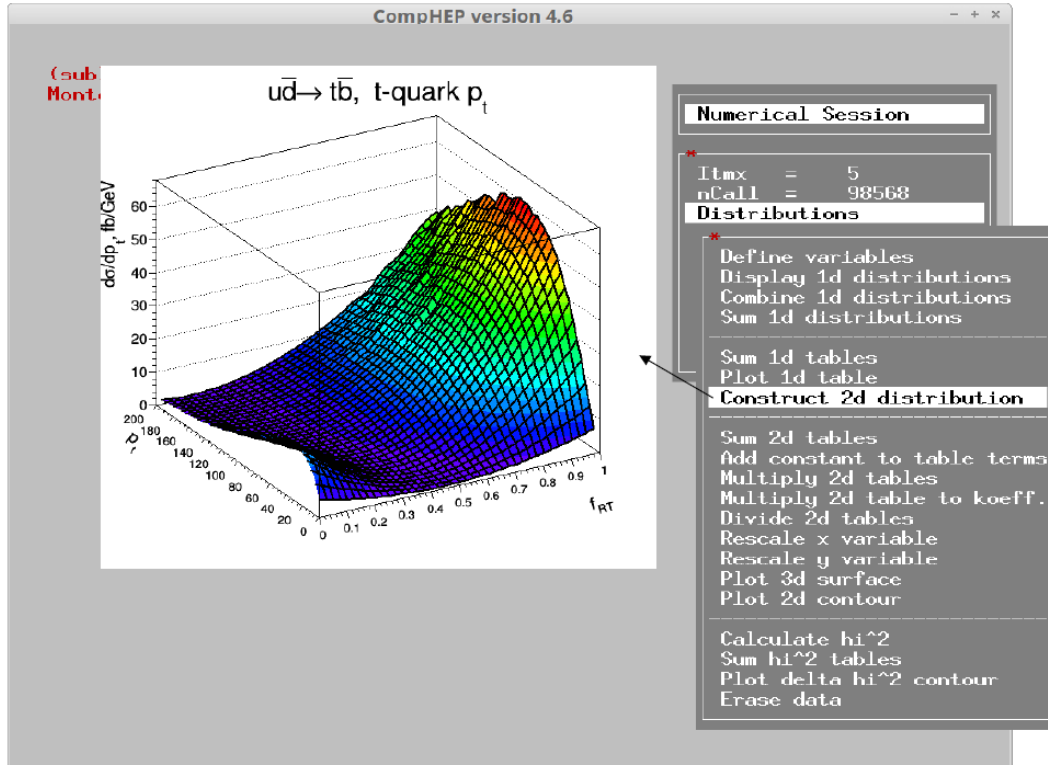 CompHEP version 4.6
(sub
Monte
ud̅→ tb̅, t-quark pₜ
dσ/dpₜ, fb/GeV
60
50
40
30
20
10
0
200
180
160
140
120
100
80
60
40
20
0
pₜ
0
0.1
0.2
0.3
0.4
0.5
0.6
0.7
0.8
0.9
1
f_RT
Numerical Session
*
Itmx = 5
nCall = 98568
Distributions
*
Define variables
Display 1d distributions
Combine 1d distributions
Sum 1d distributions
Sum 1d tables
Plot 1d table
Construct 2d distribution
Sum 2d tables
Add constant to table terms
Multiply 2d tables
Multiply 2d table to koeff.
Divide 2d tables
Rescale x variable
Rescale y variable
Plot 3d surface
Plot 2d contour
Calculate hi^2
Sum hi^2 tables
Plot delta hi^2 contour
Erase data